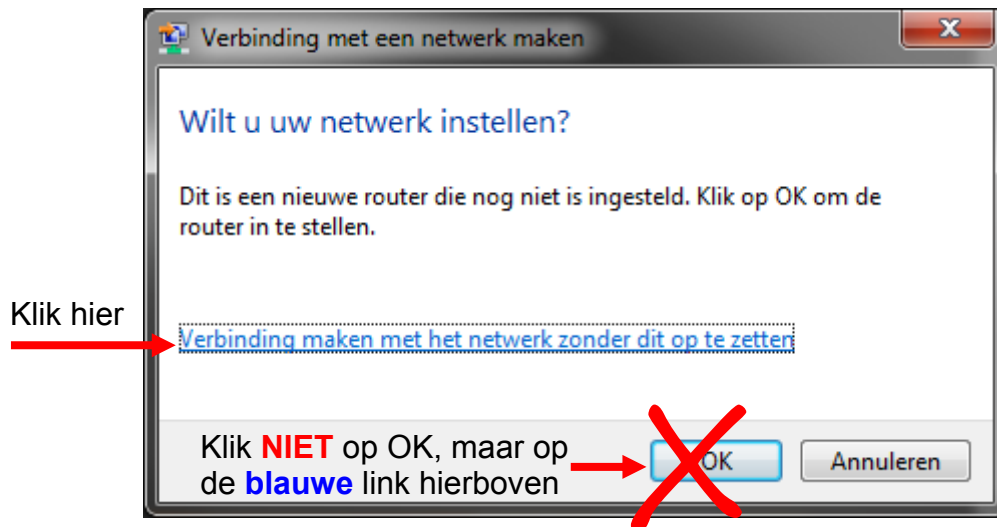 Verbinding met een netwerk maken
Wilt u uw netwerk instellen?
Dit is een nieuwe router die nog niet is ingesteld. Klik op OK om de
router in te stellen.
Klik hier
Verbinding maken met het netwerk zonder dit op te zetten
Klik NIET op OK, maar op
de blauwe link hierboven
OK
Annuleren